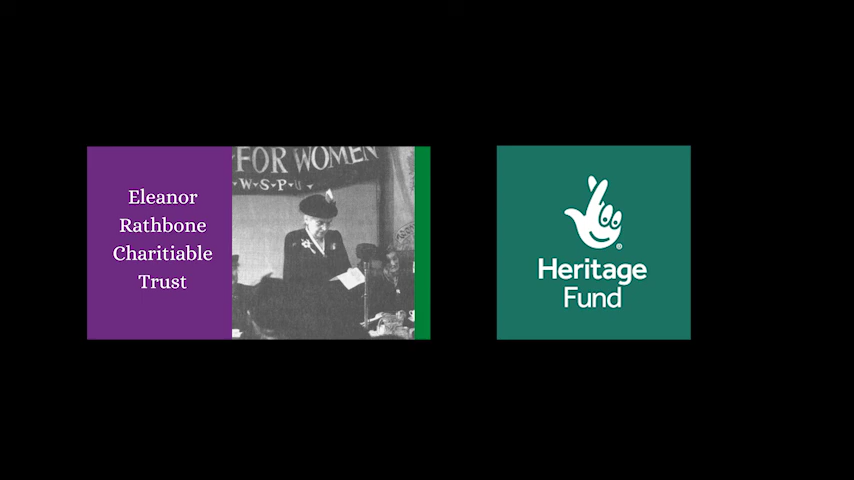 Eleanor
Rathbone
Charitiable
Trust
FOR WOMEN
W.S.P.U.
Heritage
Fund